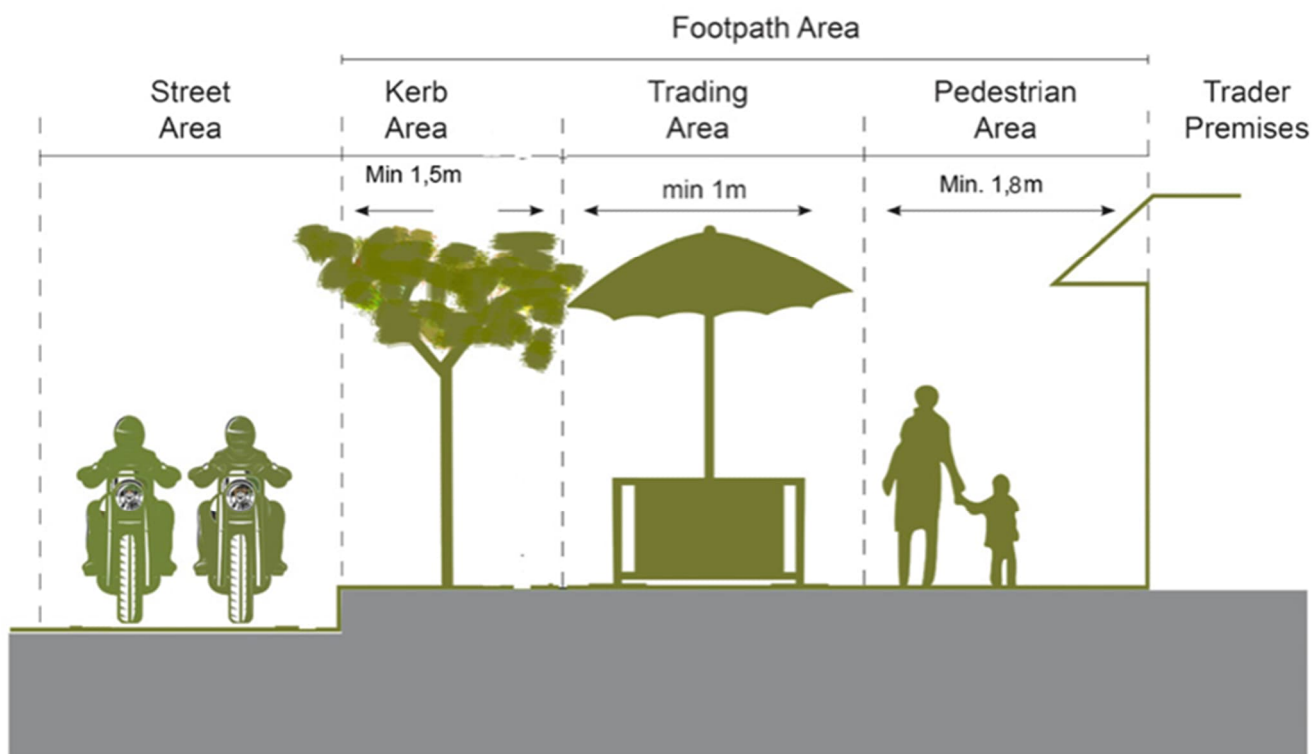 Footpath Area
Street
Area
Kerb
Area
Trading
Area
Pedestrian
Area
Trader
Premises
Min 1,5m
min 1m
Min. 1,8m